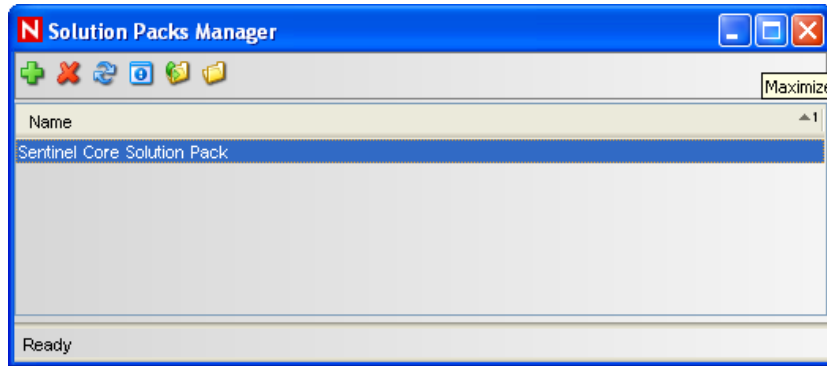 N Solution Packs Manager
Maximize
Name
1
Sentinel Core Solution Pack
Ready